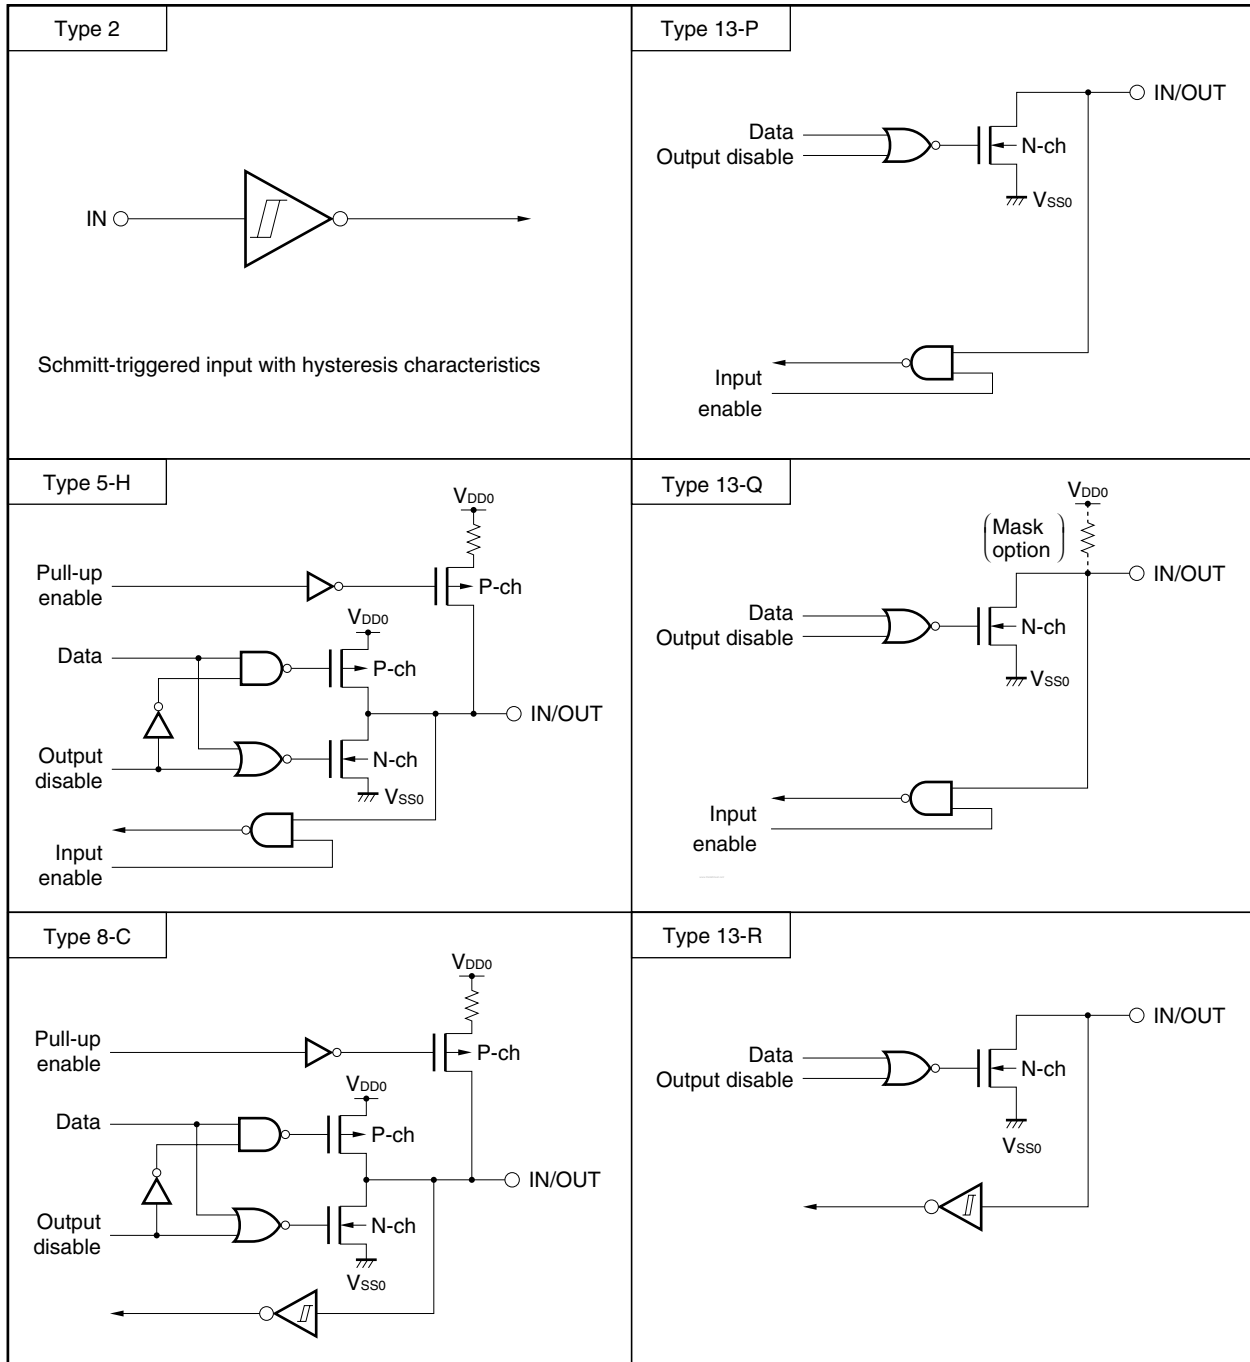 Type 2
IN
Schmitt-triggered input with hysteresis characteristics
Type 13-P
IN/OUT
Data
Output disable
N-ch
VSS0
Input
enable
Type 5-H
VDD0
Pull-up
enable
P-ch
VDD0
Data
P-ch
IN/OUT
Output
disable
N-ch
VSS0
Input
enable
Type 13-Q
VDD0
(Mask
option)
IN/OUT
Data
Output disable
N-ch
VSS0
Input
enable
Type 8-C
VDD0
Pull-up
enable
P-ch
VDD0
Data
P-ch
IN/OUT
Output
disable
N-ch
VSS0
Type 13-R
IN/OUT
Data
Output disable
N-ch
VSS0